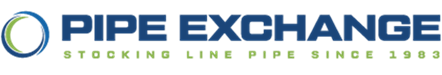 PIPE EXCHANGE
STOCKING LINE PIPE SINCE 1983